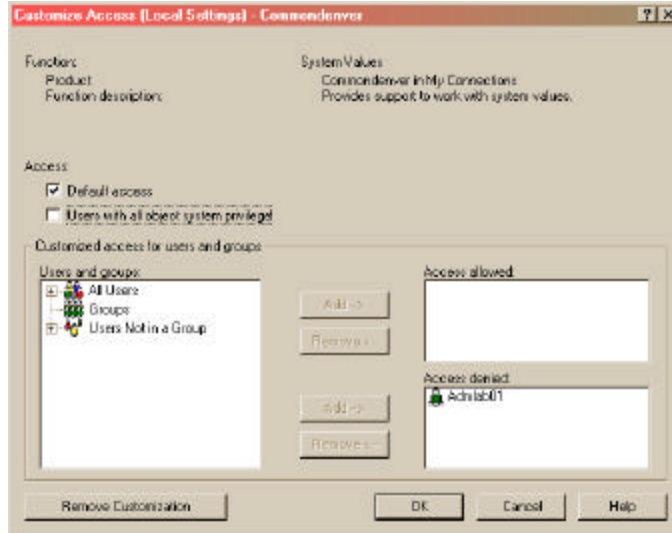 Customize Access (Local Settings) - Commondenver
Function: System Values
Product: Commondenver in My Connections
Function description: Provides support to work with system values.
Access:
Default access
Users with all object system privilege
Customized access for users and groups
Users and groups:
All Users
Groups
Users Not in a Group
Add ->
Remove <-
Access allowed:
Add ->
Remove <-
Access denied:
Admlab01
Remove Customization
OK
Cancel
Help